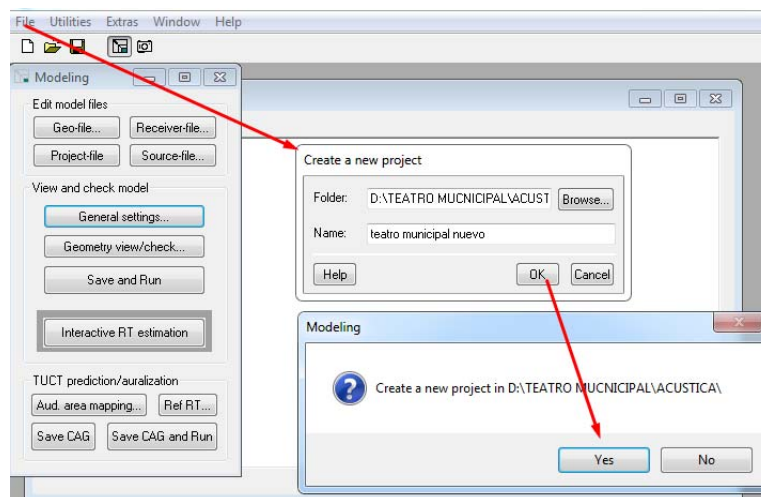 File Utilities Extras Window Help
Modeling
Edit model files
Geo-file... Receiver-file...
Project-file Source-file...
View and check model
General settings...
Geometry view/check...
Save and Run
Interactive RT estimation
TUCT prediction/auralization
Aud. area mapping... Ref RT...
Save CAG Save CAG and Run
Create a new project
Folder: D:\TEATRO MUCNICIPAL\ACUST Browse...
Name: teatro municipal nuevo
Help OK Cancel
Modeling
Create a new project in D:\TEATRO MUCNICIPAL\ACUSTICA\
Yes No